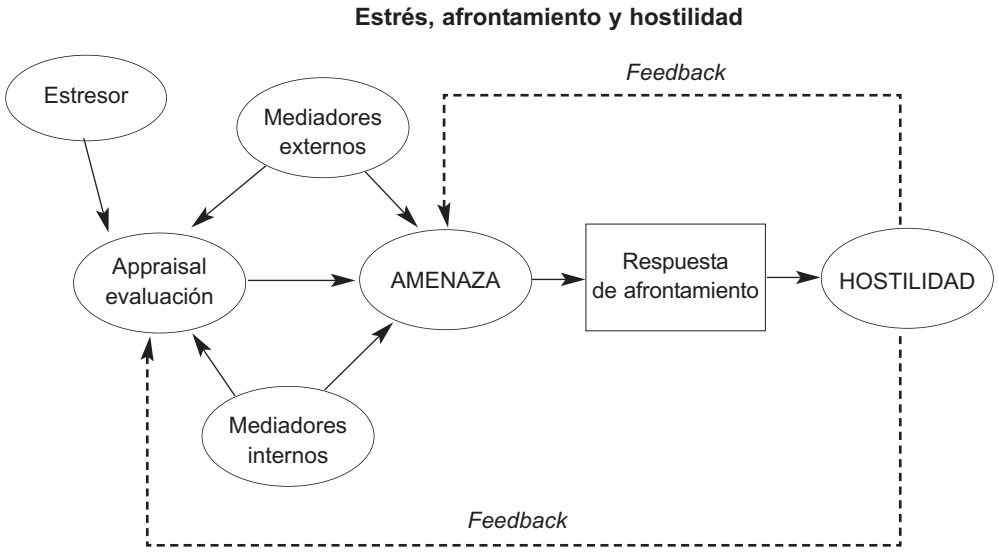 Estrés, afrontamiento y hostilidad
Feedback
Estresor
Mediadores
externos
Appraisal
evaluación
AMENAZA
Respuesta
de afrontamiento
HOSTILIDAD
Mediadores
internos
Feedback